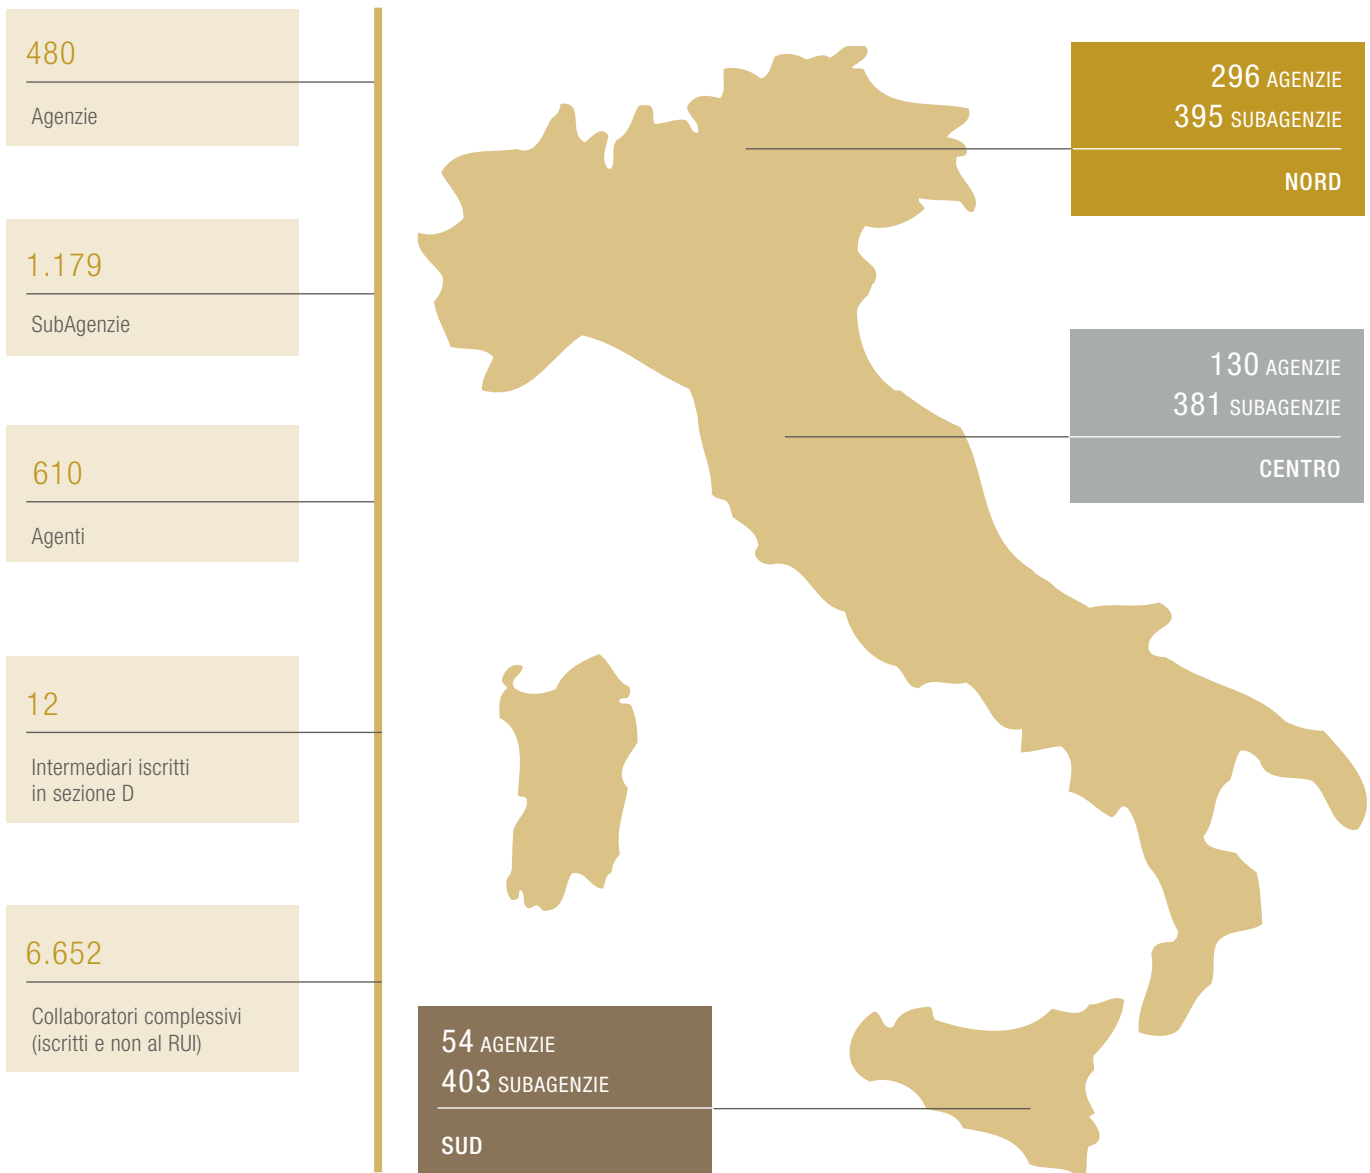 480
Agenzie
1.179
SubAgenzie
610
Agenti
12
Intermediari iscritti
in sezione D
6.652
Collaboratori complessivi
(iscritti e non al RUI)
296 AGENZIE
395 SUBAGENZIE
NORD
130 AGENZIE
381 SUBAGENZIE
CENTRO
54 AGENZIE
403 SUBAGENZIE
SUD